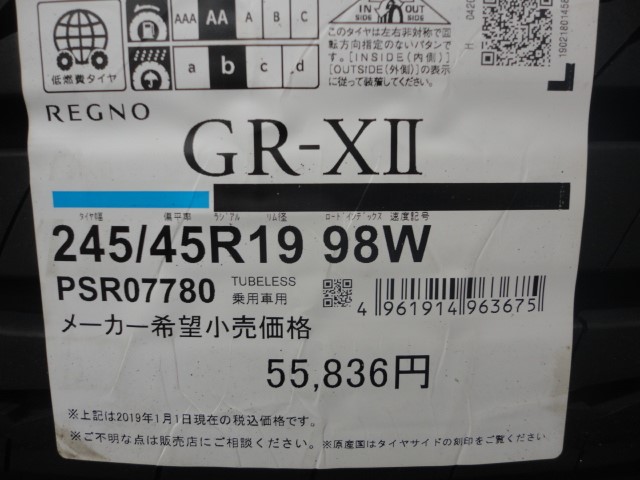 AAA AA A B C
a b c d
低燃費タイヤ
IN SIDE OUT SIDE
このタイヤは左右非対称で回
転方向指定のないパタンで
す。[INSIDE(内側)]
[OUTSIDE(外側)]の表示
に従って装着してください。
REGNO
GR-XII
タイヤ幅 偏平率 ラジアル リム径 ロードインデックス 速度記号
245/45R19 98W
PSR07780 TUBELESS
乗用車用
4 961914 963675
メーカー希望小売価格
55,836円
※上記は2019年1月1日現在の税込価格です。
※ご不明な点は販売店にご相談ください。 ※原産国はタイヤサイドの刻印をご覧ください。